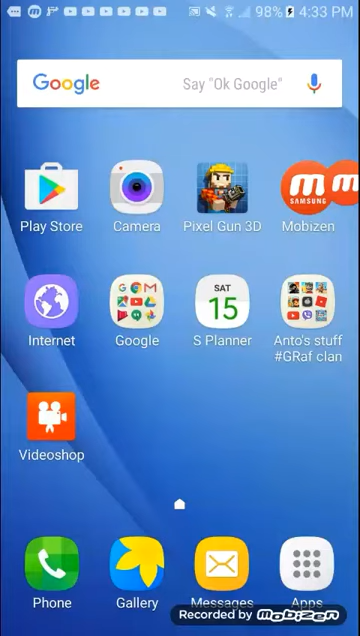 98% 4:33 PM
Google Say "Ok Google"
Play Store Camera Pixel Gun 3D Mobizen
SAMSUNG
SAT
15
Internet Google S Planner Anto's stuff
#GRaf clan
Videoshop
Phone Gallery Messages Apps
Recorded by Mobizen